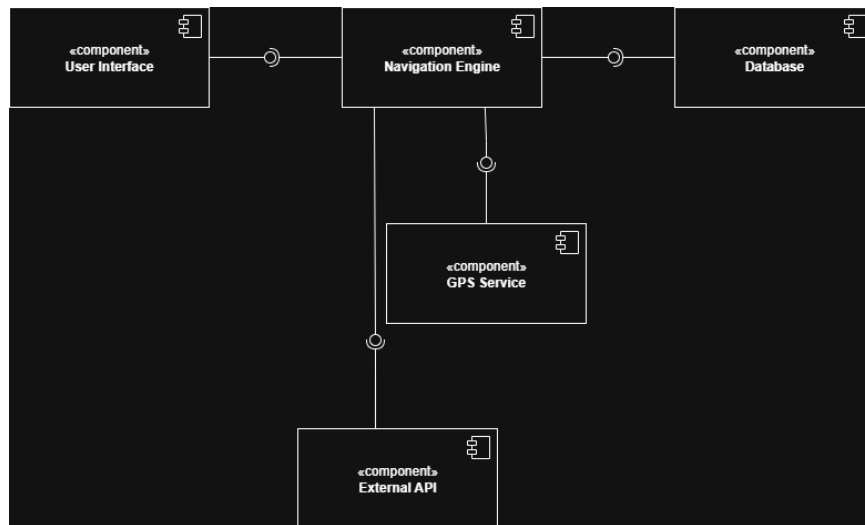 «component»
User Interface
«component»
Navigation Engine
«component»
Database
«component»
GPS Service
«component»
External API